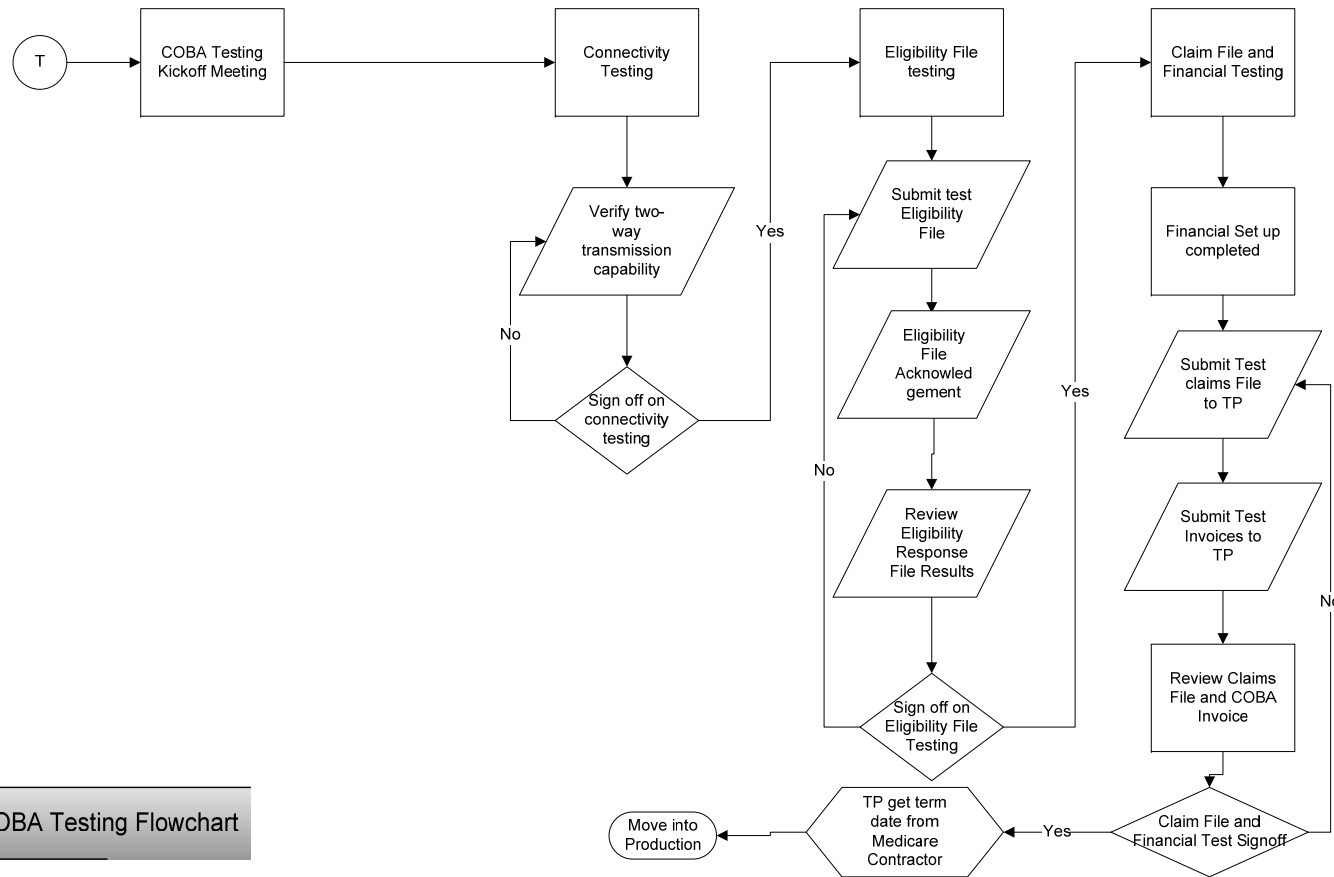 T
COBA Testing
Kickoff Meeting
Connectivity
Testing
Verify two-
way
transmission
capability
No
Sign off on
connectivity
testing
Yes
Eligibility File
testing
Submit test
Eligibility
File
Eligibility
File
Acknowled
gement
No
Review
Eligibility
Response
File Results
Sign off on
Eligibility File
Testing
Yes
Claim File and
Financial Testing
Financial Set up
completed
Submit Test
claims File
to TP
Submit Test
Invoices to
TP
No
Review Claims
File and COBA
Invoice
Claim File and
Financial Test Signoff
Yes
TP get term
date from
Medicare
Contractor
Move into
Production
OBA Testing Flowchart